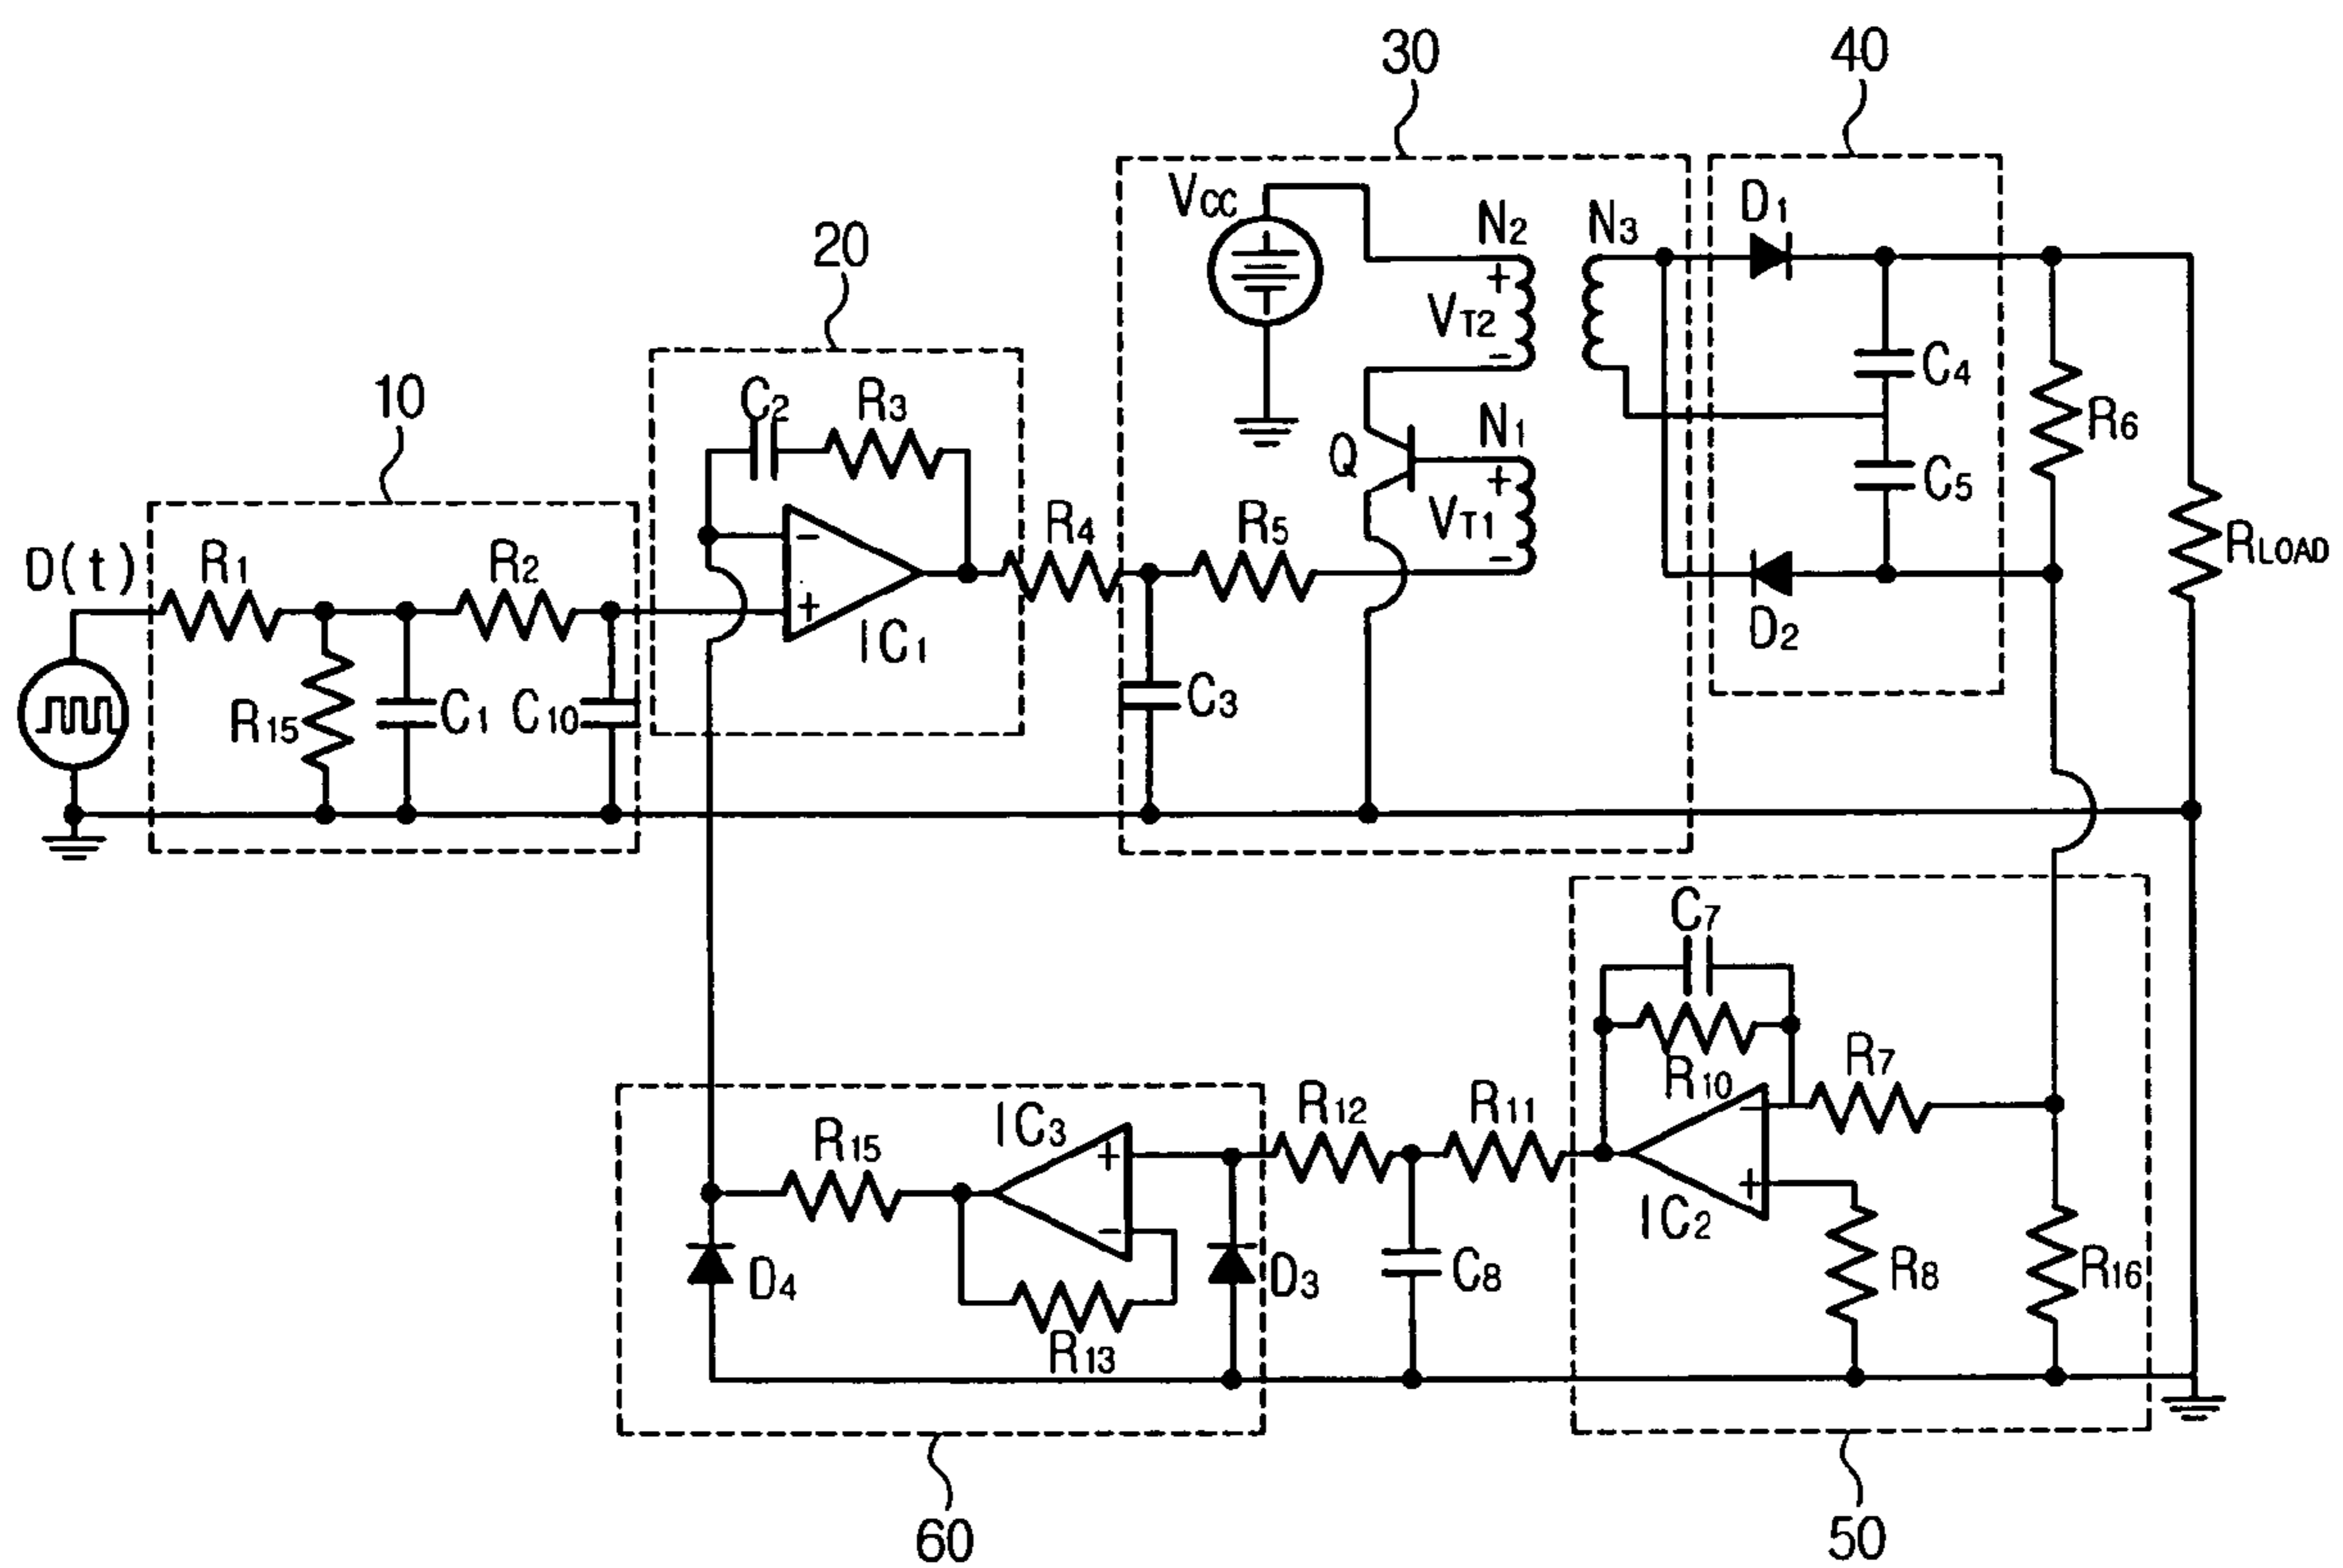 30
40
VCC
N2
N3
D1
20
+
VT2
-
C4
R6
10
C2
R3
N1
Q
+
VT1
-
C5
D(t)
R1
R2
-
+
IC1
R4
R5
RLOAD
D2
R15
C1
C10
C3
C7
R10
R7
IC3
R12
R11
-
+
IC2
R15
+
-
D4
R13
D3
C8
R8
R16
60
50